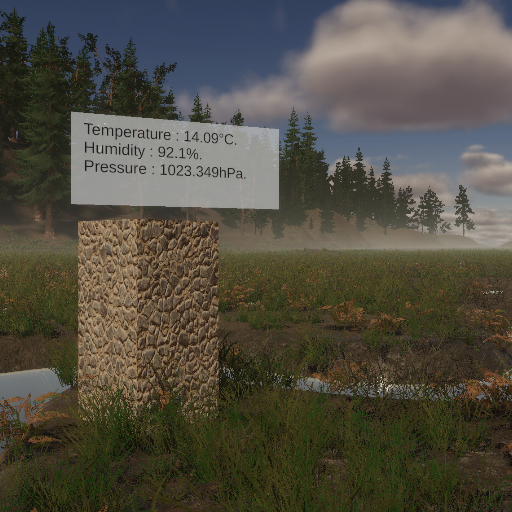 Temperature : 14.09°C.
Humidity : 92.1%.
Pressure : 1023.349hPa.